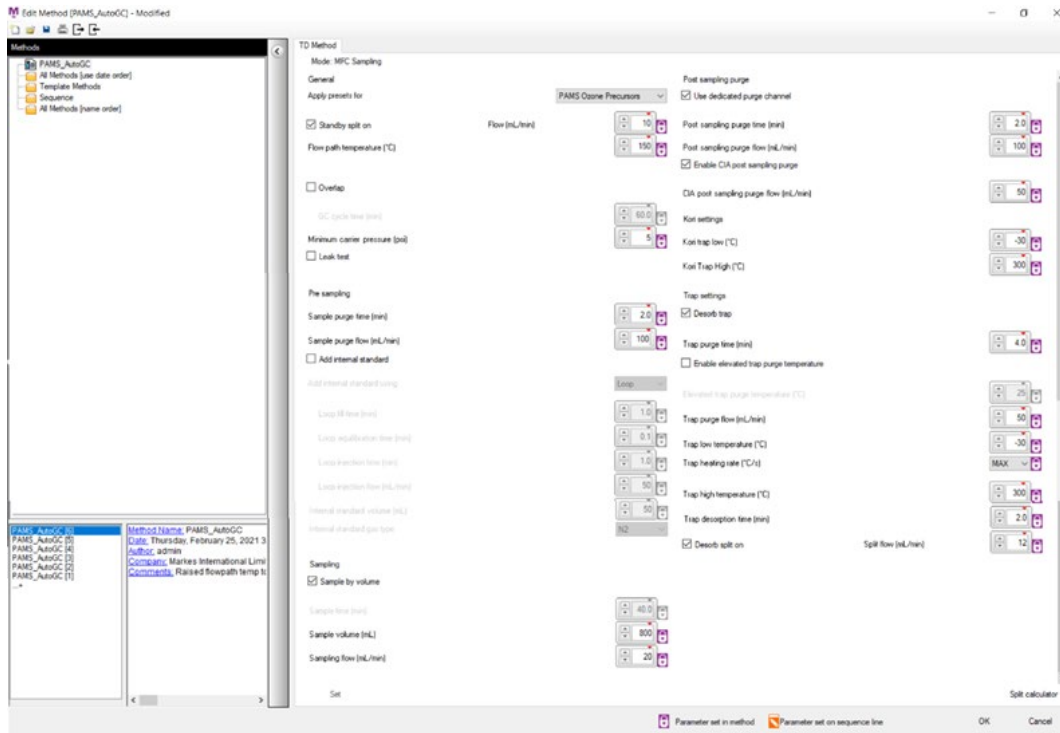 Edit Method [PAMS_AutoGC] - Modified
Methods
PAMS_AutoGC
All Methods [use date order]
Template Methods
Sequence
All Methods [name order]
PAMS_AutoGC [6]
PAMS_AutoGC [5]
PAMS_AutoGC [4]
PAMS_AutoGC [3]
PAMS_AutoGC [2]
PAMS_AutoGC [1]
...*
Method Name: PAMS_AutoGC
Date: Thursday, February 25, 2021 3
Author: admin
Company: Markes International Limi
Comments: Raised flowpath temp to
TD Method
Mode: MFC Sampling
General
Apply presets for PAMS Ozone Precursors
Standby split on Flow (mL/min) 10
Flow path temperature (°C) 150
Overlap
GC cycle time (min) 60.0
Minimum carrier pressure (psi) 5
Leak test
Pre sampling
Sample purge time (min) 2.0
Sample purge flow (mL/min) 100
Add internal standard
Add internal standard using Loop
Loop fill time (min) 1.0
Loop equilibration time (min) 0.1
Loop injection time (min) 1.0
Loop injection flow (mL/min) 50
Internal standard volume (mL) 50
Internal standard gas type N2
Sampling
Sample by volume
Sample time (min) 40.0
Sample volume (mL) 800
Sampling flow (mL/min) 20
Set
Post sampling purge
Use dedicated purge channel
Post sampling purge time (min) 2.0
Post sampling purge flow (mL/min) 100
Enable CIA post sampling purge
CIA post sampling purge flow (mL/min) 50
Kori settings
Kori trap low (°C) -30
Kori Trap High (°C) 300
Trap settings
Desorb trap
Trap purge time (min) 4.0
Enable elevated trap purge temperature
Elevated trap purge temperature (°C) 25
Trap purge flow (mL/min) 50
Trap low temperature (°C) -30
Trap heating rate (°C/s) MAX
Trap high temperature (°C) 300
Trap desorption time (min) 2.0
Desorb split on Split flow (mL/min) 12
Split calculator
Parameter set in method Parameter set on sequence line OK Cancel